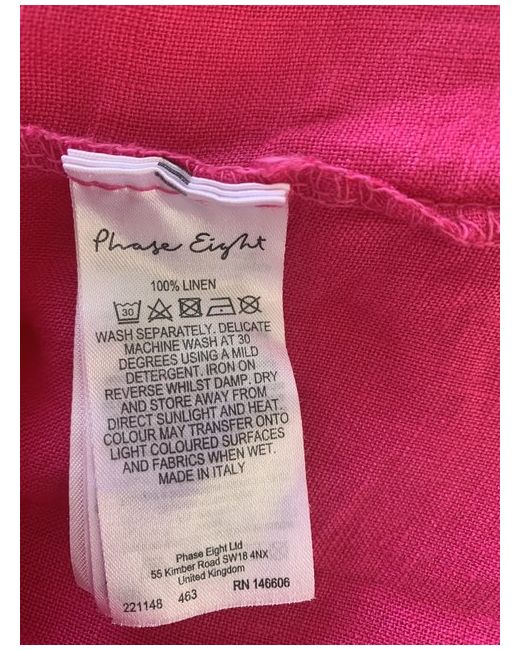 Phase Eight
100% LINEN
30
WASH SEPARATELY. DELICATE
MACHINE WASH AT 30
DEGREES USING A MILD
DETERGENT. IRON ON
REVERSE WHILST DAMP. DRY
AND STORE AWAY FROM
DIRECT SUNLIGHT AND HEAT.
COLOUR MAY TRANSFER ONTO
LIGHT COLOURED SURFACES
AND FABRICS WHEN WET.
MADE IN ITALY
Phase Eight Ltd
55 Kimber Road SW18 4NX
United Kingdom
221148 463 RN 146606